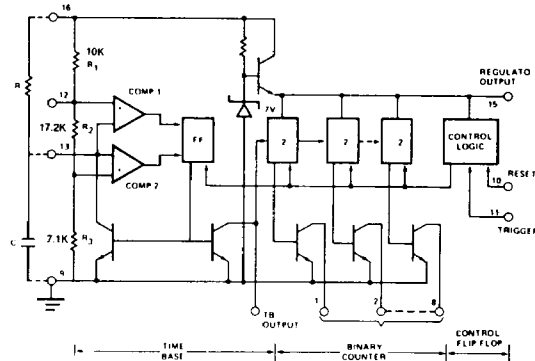 16
10K
R1
R
12
COMP 1
7V
REGULATO
OUTPUT
15
17.2K
R2
FF
2
2
2
CONTROL
LOGIC
13
COMP 2
RESET
10
11
TRIGGER
C
7.1K
R3
9
TB
OUTPUT
1
2
8
TIME
BASE
BINARY
COUNTER
CONTROL
FLIP FLOP